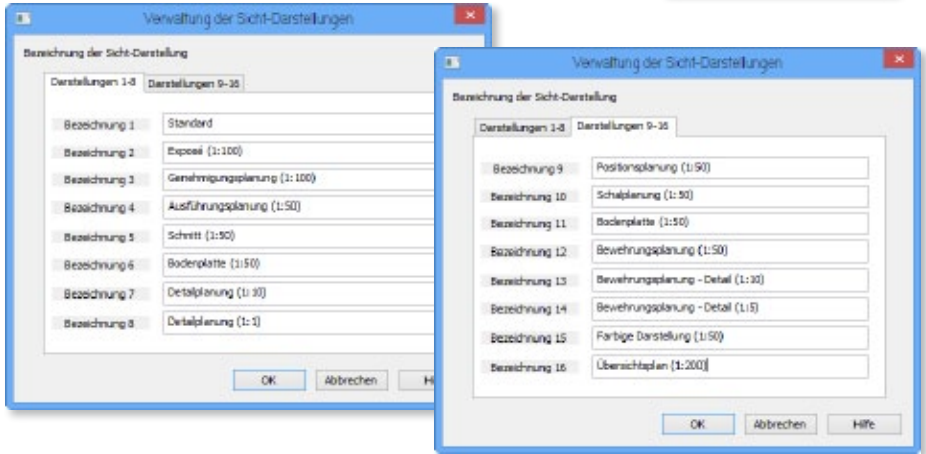 Verwaltung der Sicht-Darstellungen
Bezeichnung der Sicht-Darstellung
Darstellungen 1-8 Darstellungen 9-16
Bezeichnung 1 Standard
Bezeichnung 2 Exposé (1:100)
Bezeichnung 3 Genehmigungsplanung (1:100)
Bezeichnung 4 Ausführungsplanung (1:50)
Bezeichnung 5 Schnitt (1:50)
Bezeichnung 6 Bodenplatte (1:50)
Bezeichnung 7 Detailplanung (1:10)
Bezeichnung 8 Detailplanung (1:1)
OK Abbrechen
Verwaltung der Sicht-Darstellungen
Bezeichnung der Sicht-Darstellung
Darstellungen 1-8 Darstellungen 9-16
Bezeichnung 9 Positionsplanung (1:50)
Bezeichnung 10 Schalplanung (1:50)
Bezeichnung 11 Bodenplatte (1:50)
Bezeichnung 12 Bewehrungsplanung (1:50)
Bezeichnung 13 Bewehrungsplanung - Detail (1:10)
Bezeichnung 14 Bewehrungsplanung - Detail (1:5)
Bezeichnung 15 Farbige Darstellung (1:50)
Bezeichnung 16 Übersichtsplan (1:200)
OK Abbrechen Hilfe